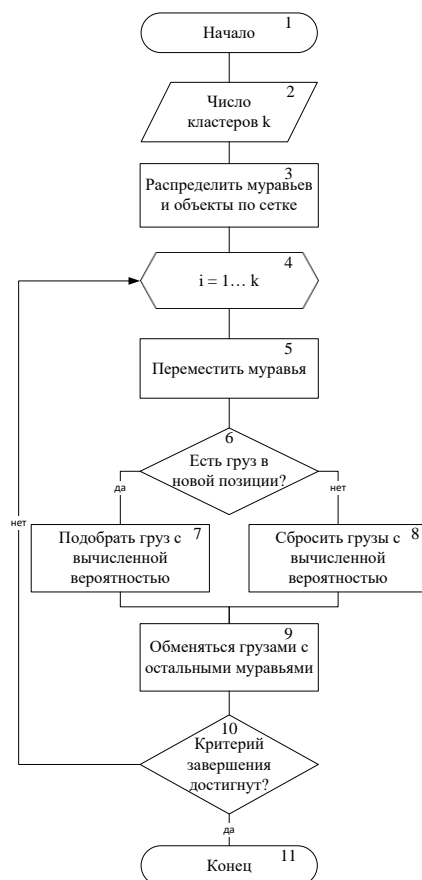 1
Начало
2
Число
кластеров k
3
Распределить муравьев
и объекты по сетке
4
i = 1… k
5
Переместить муравья
6
Есть груз в
новой позиции?
да
нет
Подобрать груз с 7
вычисленной
вероятностью
Сбросить грузы с 8
вычисленной
вероятностью
9
Обменяться грузами с
остальными муравьями
10
Критерий
завершения
достигнут?
нет
да
11
Конец